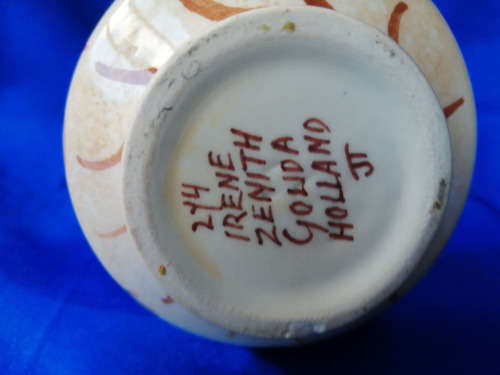 274
IRENE
ZENITH
GOUDA
HOLLAND
JT